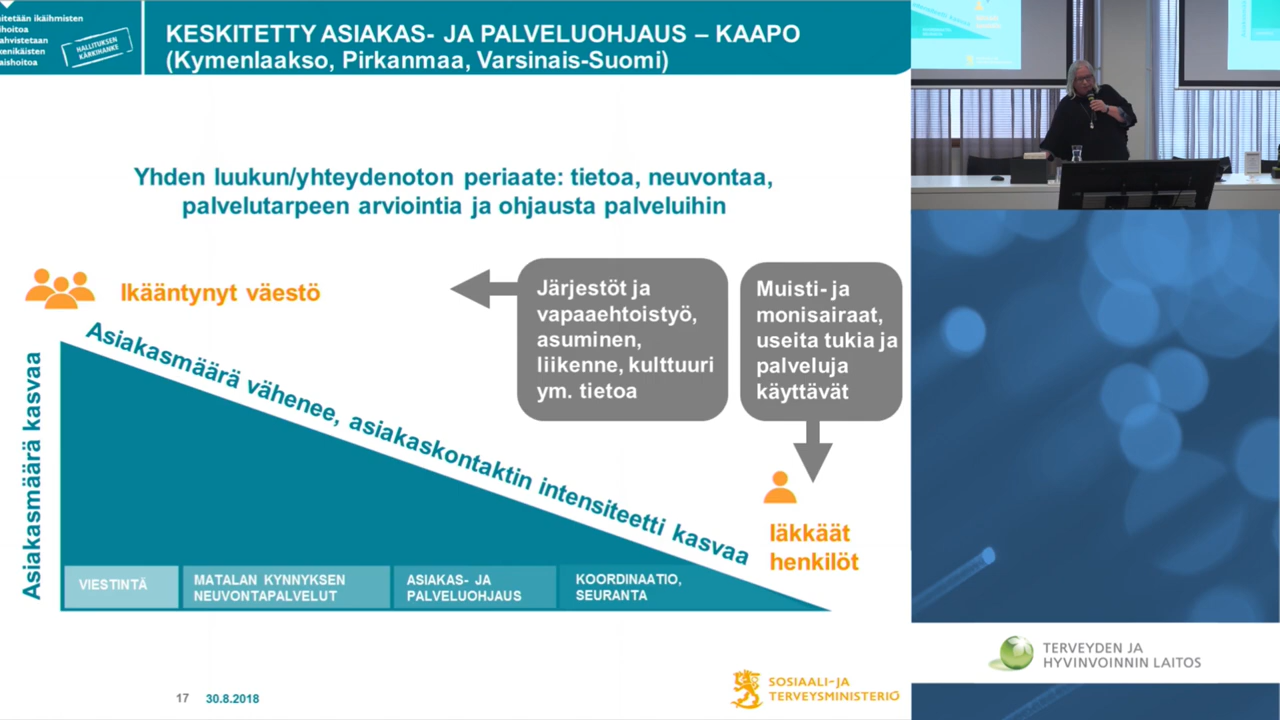 HALLITUKSEN
KÄRKIHANKE
KESKITETTY ASIAKAS- JA PALVELUOHJAUS – KAAPO
(Kymenlaakso, Pirkanmaa, Varsinais-Suomi)
Yhden luukun/yhteydenoton periaate: tietoa, neuvontaa,
palvelutarpeen arviointia ja ohjausta palveluihin
Ikääntynyt väestö
Järjestöt ja
vapaaehtoistyö,
asuminen,
liikenne, kulttuuri
ym. tietoa
Muisti- ja
monisairaat,
useita tukia ja
palveluja
käyttävät
Asiakasmäärä kasvaa
Asiakasmäärä vähenee, asiakaskontaktin intensiteetti kasvaa
Iäkkäät
henkilöt
VIESTINTÄ
MATALAN KYNNYKSEN
NEUVONTAPALVELUT
ASIAKAS- JA
PALVELUOHJAUS
KOORDINAATIO,
SEURANTA
17 30.8.2018
SOSIAALI- JA
TERVEYSMINISTERIÖ
TERVEYDEN JA
HYVINVOINNIN LAITOS